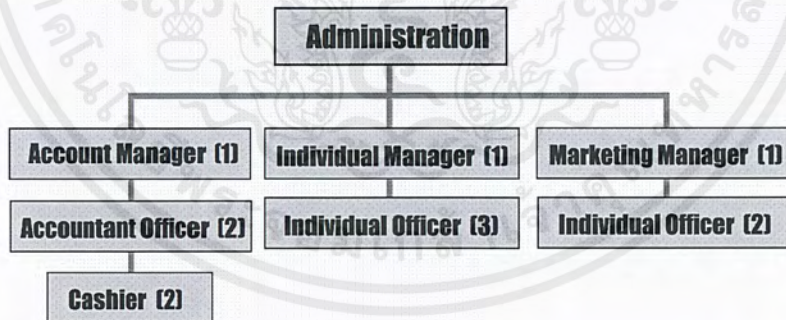 Administration
Account Manager (1)
Individual Manager (1)
Marketing Manager (1)
Accountant Officer (2)
Individual Officer (3)
Individual Officer (2)
Cashier (2)